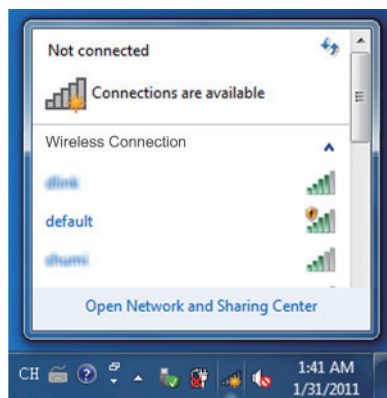 Not connected
Connections are available
Wireless Connection
default
Open Network and Sharing Center
CH
1:41 AM
1/31/2011